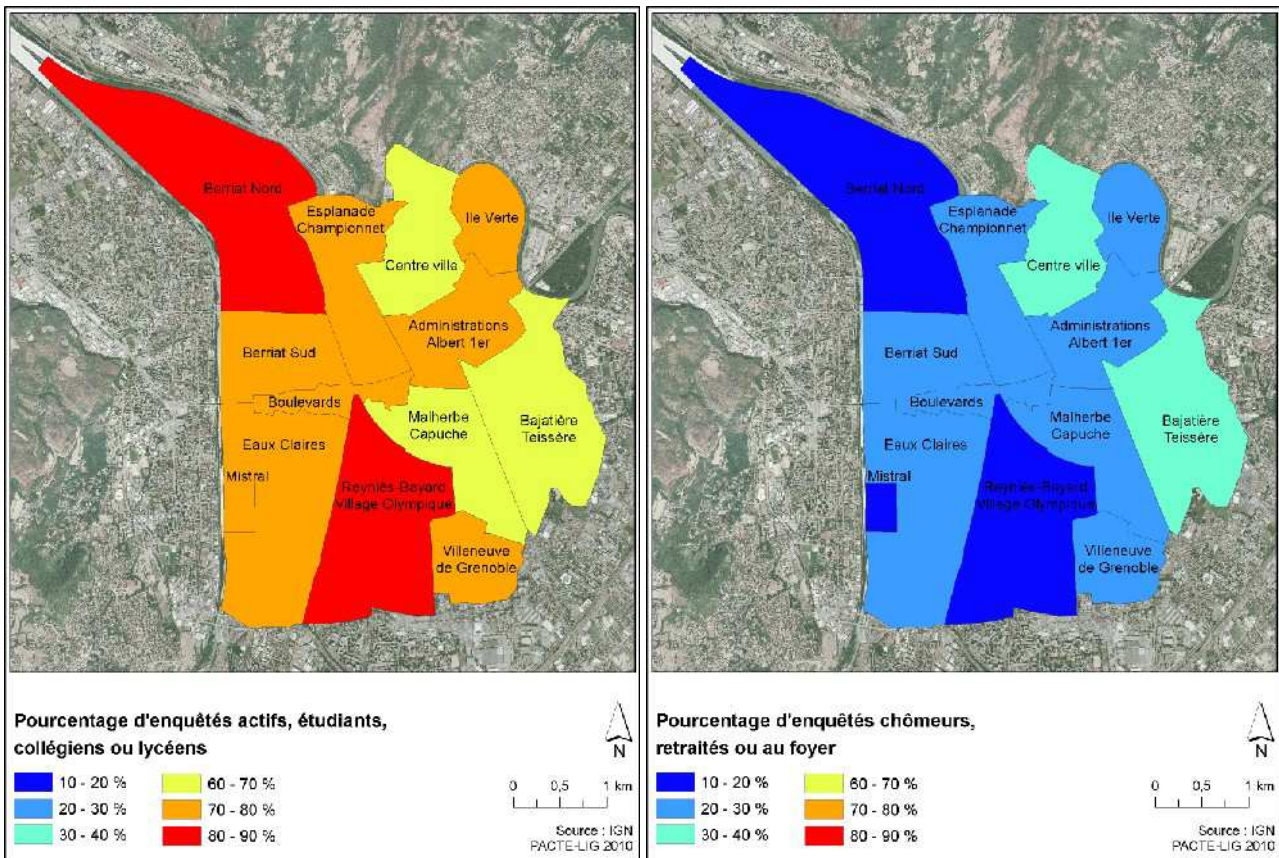 Berriat Nord
Esplanade
Championnet
Ile Verte
Centre ville
Administrations
Albert 1er
Berriat Sud
Boulevards
Malherbe
Capuche
Bajatière
Teissère
Eaux Claires
Mistral
Reyniès-Bayard
Village Olympique
Villeneuve
de Grenoble
Pourcentage d'enquêtés actifs, étudiants,
collégiens ou lycéens
10 - 20 %
20 - 30 %
30 - 40 %
60 - 70 %
70 - 80 %
80 - 90 %
N
0 0,5 1 km
Source : IGN
PACTE-LIG 2010
Berriat Nord
Esplanade
Championnet
Ile Verte
Centre ville
Administrations
Albert 1er
Berriat Sud
Boulevards
Malherbe
Capuche
Bajatière
Teissère
Eaux Claires
Mistral
Reyniès-Bayard
Village Olympique
Villeneuve
de Grenoble
Pourcentage d'enquêtés chômeurs,
retraités ou au foyer
10 - 20 %
20 - 30 %
30 - 40 %
60 - 70 %
70 - 80 %
80 - 90 %
N
0 0,5 1 km
Source : IGN
PACTE-LIG 2010